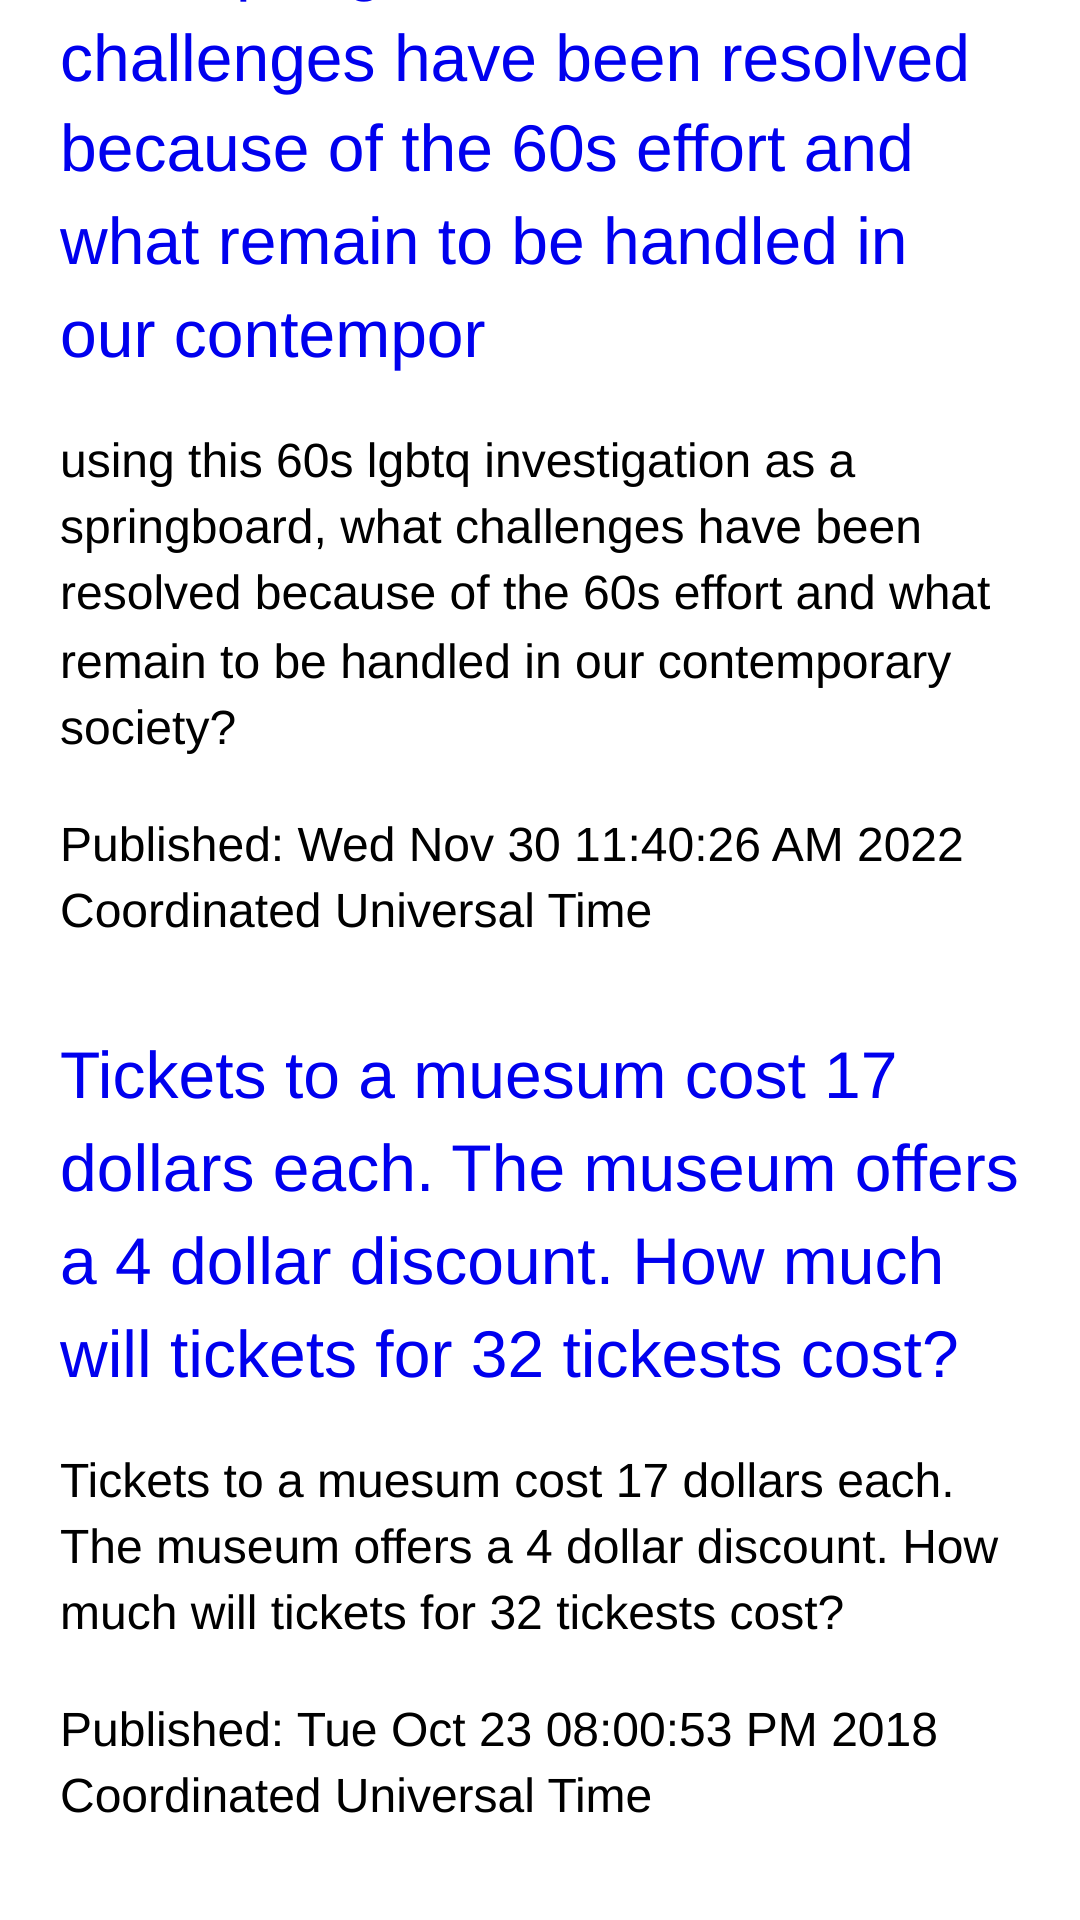 challenges have been resolved
because of the 60s effort and
what remain to be handled in
our contempor
using this 60s lgbtq investigation as a
springboard, what challenges have been
resolved because of the 60s effort and what
remain to be handled in our contemporary
society?
Published: Wed Nov 30 11:40:26 AM 2022
Coordinated Universal Time
Tickets to a muesum cost 17
dollars each. The museum offers
a 4 dollar discount. How much
will tickets for 32 tickests cost?
Tickets to a muesum cost 17 dollars each.
The museum offers a 4 dollar discount. How
much will tickets for 32 tickests cost?
Published: Tue Oct 23 08:00:53 PM 2018
Coordinated Universal Time